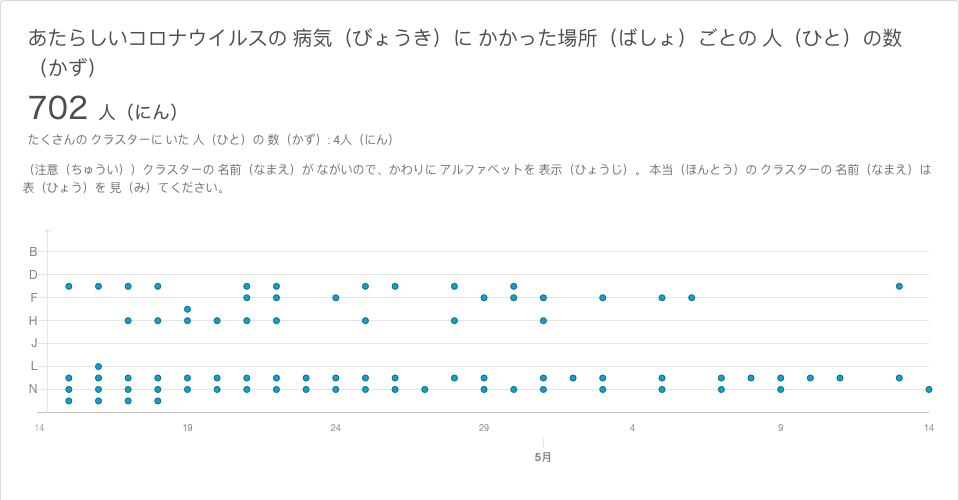 あたらしいコロナウイルスの 病気（びょうき）に かかった場所（ばしょ）ごとの 人（ひと）の数
（かず）
702 人（にん）
たくさんの クラスターに いた 人（ひと）の 数（かず）: 4人（にん）
（注意（ちゅうい））クラスターの 名前（なまえ）が ながいので、かわりに アルファベットを 表示（ひょうじ）。 本当（ほんとう）の クラスターの 名前（なまえ）は
表（ひょう）を 見（み）てください。
B
D
F
H
J
L
N
14 19 24 29 4 9 14
5月